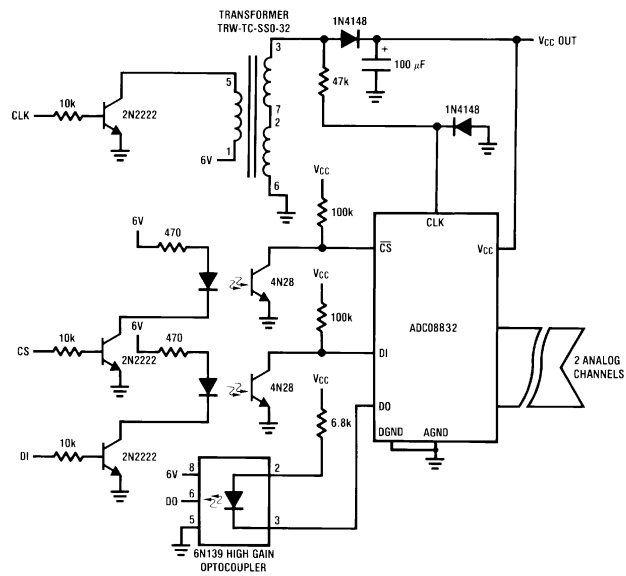 TRANSFORMER
TRW-TC-SS0-32
1N4148
VCC OUT
3
+
100 µF
5
47k
10k
CLK
2N2222
7
1N4148
2
1
6V
6
VCC
100k
CLK
6V
470
CS
VCC
4N28
VCC
100k
ADC08832
10k
6V
CS
2N2222
470
DI
2 ANALOG
CHANNELS
4N28
VCC
DO
6.8k
10k
DGND
AGND
DI
2N2222
8
2
6V
6
DO
5
3
6N139 HIGH GAIN
OPTOCOUPLER